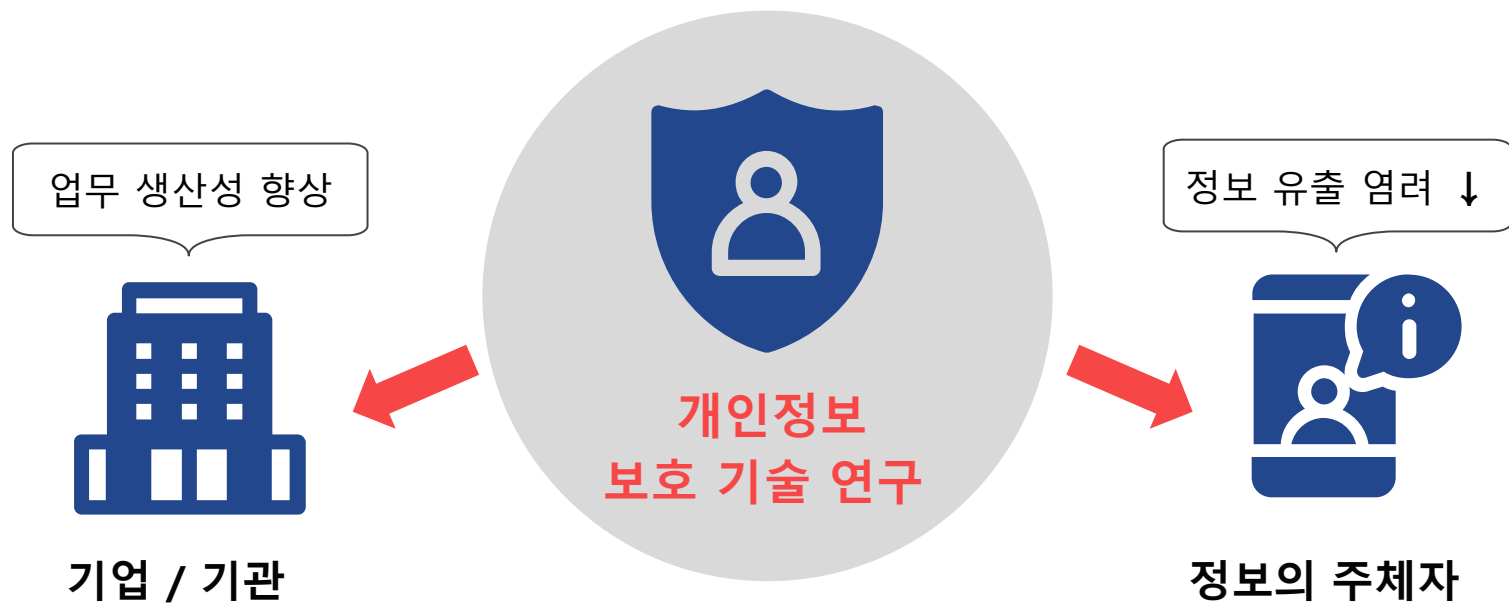 업무 생산성 향상
정보 유출 염려 ↓
개인정보
보호 기술 연구
기업 / 기관
정보의 주체자